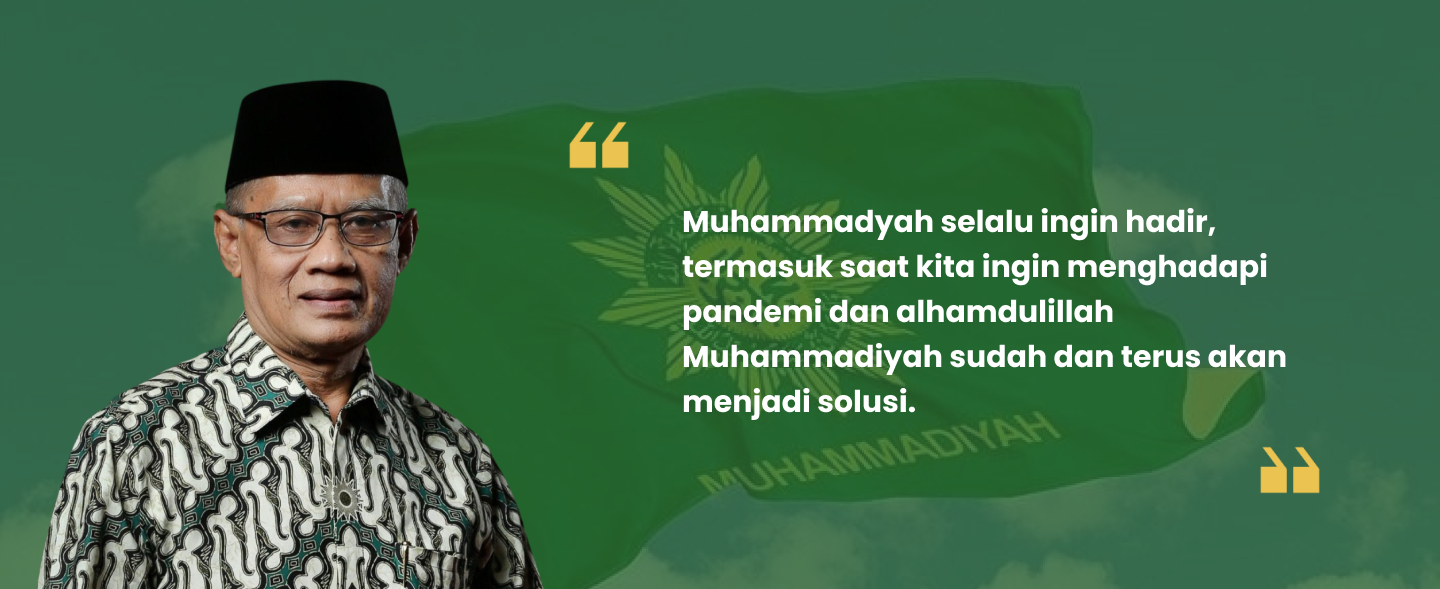 Muhammadyah selalu ingin hadir,
termasuk saat kita ingin menghadapi
pandemi dan alhamdulillah
Muhammadiyah sudah dan terus akan
menjadi solusi.
MUHAMMADIYAH